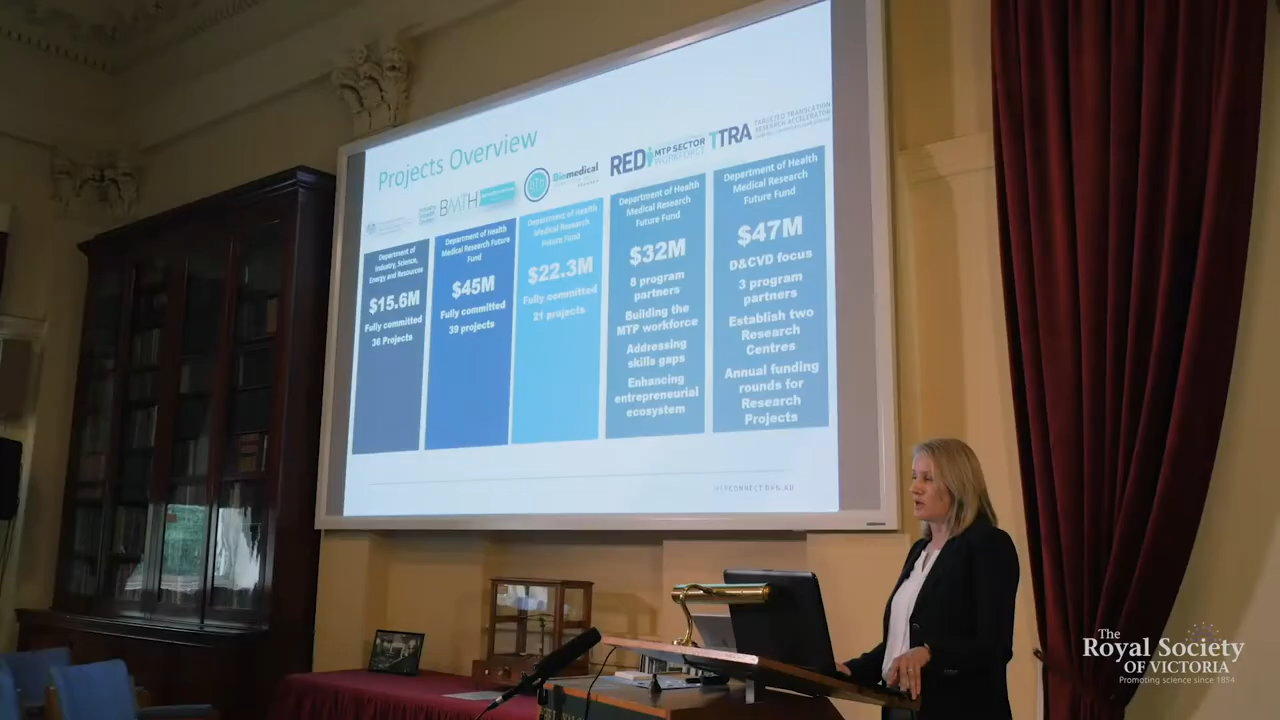 Projects Overview
BMTH
Biomedical
REDi
MTP SECTOR
WORKFORCE
TTRA
TARGETED TRANSLATION
RESEARCH ACCELERATOR
Department of
Industry, Science,
Energy and Resources
$15.6M
Fully committed
36 Projects
Department of Health
Medical Research Future
Fund
$45M
Fully committed
39 projects
Department of Health
Medical Research
Future Fund
$22.3M
Fully committed
21 projects
Department of Health
Medical Research
Future Fund
$32M
8 program
partners
Building the
MTP workforce
Addressing
skills gaps
Enhancing
entrepreneurial
ecosystem
Department of Health
Medical Research
Future Fund
$47M
D&CVD focus
3 program
partners
Establish two
Research
Centres
Annual funding
rounds for
Research
Projects
MTPCONNECT.ORG.AU
The
Royal Society
OF VICTORIA
Promoting science since 1854